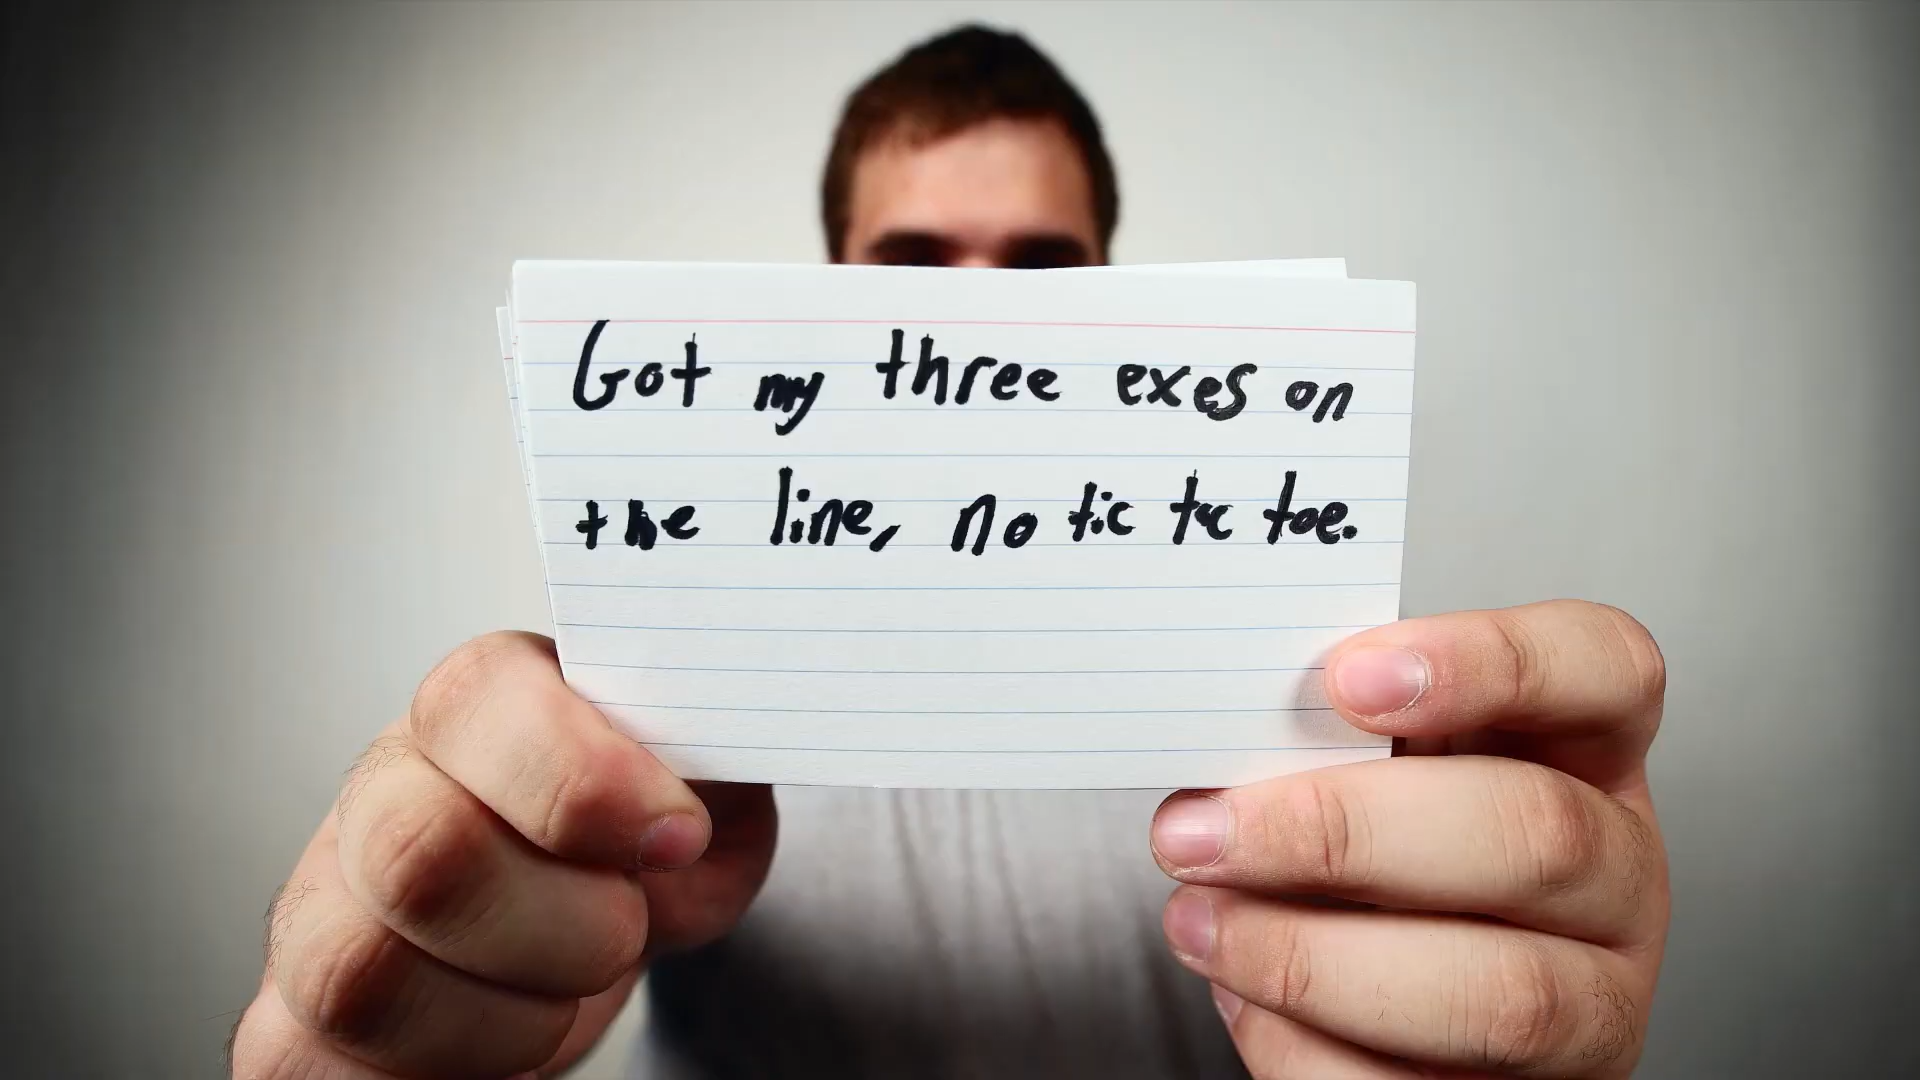 Got my three exes on
the line, no tic tac toe.